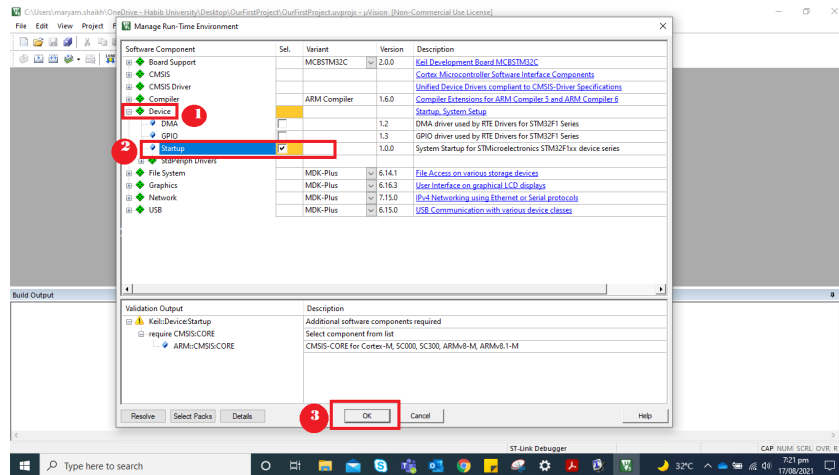 C:\Users\maryam.shaikh\OneDrive - Habib University\Desktop\OurFirstProject\OurFirstProject.uvprojx - µVision [Non-Commercial Use License]
File Edit View Project
Manage Run-Time Environment
Software Component Sel. Variant Version Description
Board Support MCBSTM32C 2.0.0 Keil Development Board MCBSTM32C
CMSIS Cortex Microcontroller Software Interface Components
CMSIS Driver Unified Device Drivers compliant to CMSIS-Driver Specifications
Compiler ARM Compiler 1.6.0 Compiler Extensions for ARM Compiler 5 and ARM Compiler 6
Device 1 Startup, System Setup
DMA 1.2 DMA driver used by RTE Drivers for STM32F1 Series
GPIO 1.3 GPIO driver used by RTE Drivers for STM32F1 Series
2 Startup 1.0.0 System Startup for STMicroelectronics STM32F1xx device series
StdPeriph Drivers
File System MDK-Plus 6.14.1 File Access on various storage devices
Graphics MDK-Plus 6.16.3 User Interface on graphical LCD displays
Network MDK-Plus 7.15.0 IPv4 Networking using Ethernet or Serial protocols
USB MDK-Plus 6.15.0 USB Communication with various device classes
Build Output
Validation Output Description
Keil::Device:Startup Additional software components required
require CMSIS:CORE Select component from list
ARM::CMSIS:CORE CMSIS-CORE for Cortex-M, SC000, SC300, ARMv8-M, ARMv8.1-M
Resolve Select Packs Details 3 OK Cancel Help
ST-Link Debugger CAP NUM SCRL OVR R
Type here to search 32°C 7:21 pm
17/08/2021